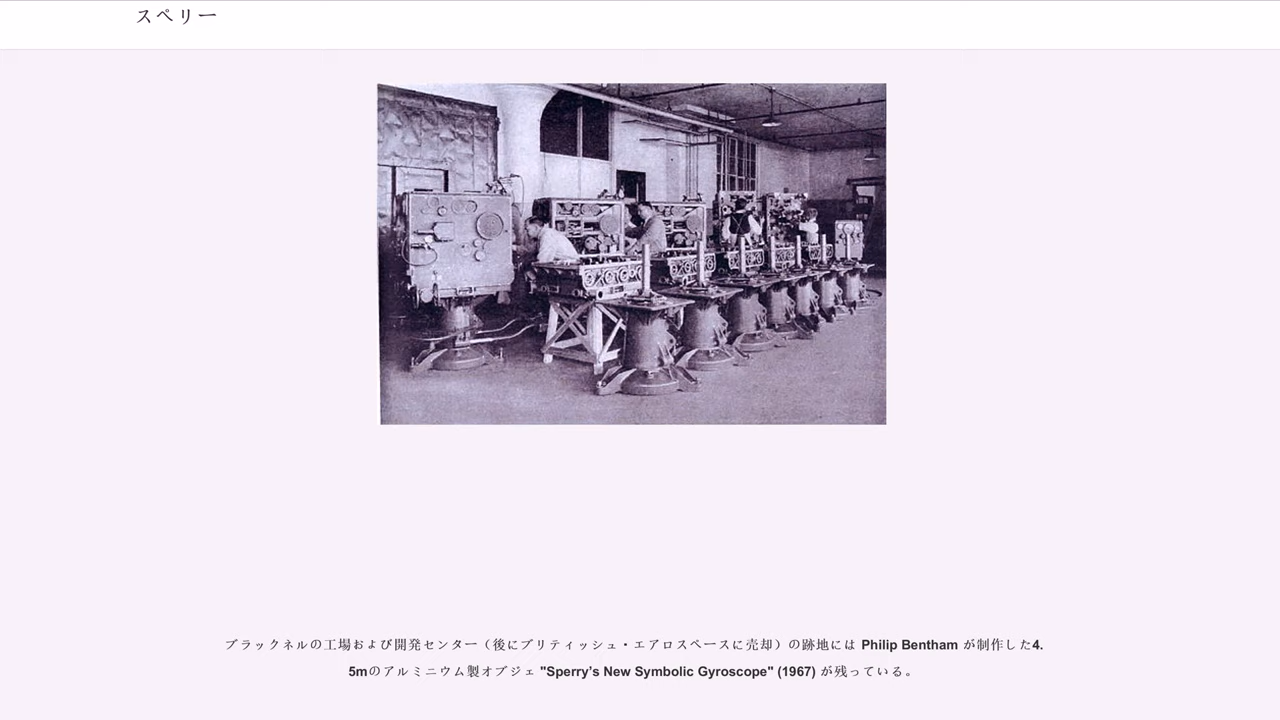 スペリー
ブラックネルの工場および開発センター（後にブリティッシュ・エアロスペースに売却）の跡地には Philip Bentham が制作した4.
5mのアルミニウム製オブジェ "Sperry’s New Symbolic Gyroscope" (1967) が残っている。